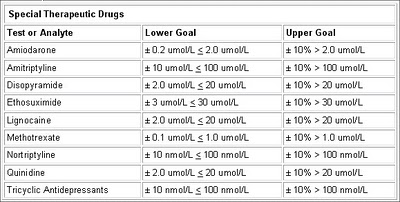 Special Therapeutic Drugs
Test or Analyte Lower Goal Upper Goal
Amiodarone ± 0.2 umol/L ≤ 2.0 umol/L ± 10% > 2.0 umol/L
Amitriptyline ± 10 umol/L ≤ 100 umol/L ± 10% > 100 umol/L
Disopyramide ± 2.0 umol/L ≤ 20 umol/L ± 10% > 20 umol/L
Ethosuximide ± 3 umol/L ≤ 30 umol/L ± 10% > 30 umol/L
Lignocaine ± 2.0 umol/L ≤ 20 umol/L ± 10% > 20 umol/L
Methotrexate ± 0.1 umol/L ≤ 1.0 umol/L ± 10% > 1.0 umol/L
Nortriptyline ± 10 nmol/L ≤ 100 nmol/L ± 10% > 100 nmol/L
Quinidine ± 2.0 umol/L ≤ 20 umol/L ± 10% > 20 umol/L
Tricyclic Antidepressants ± 10 nmol/L ≤ 100 nmol/L ± 10% > 100 nmol/L